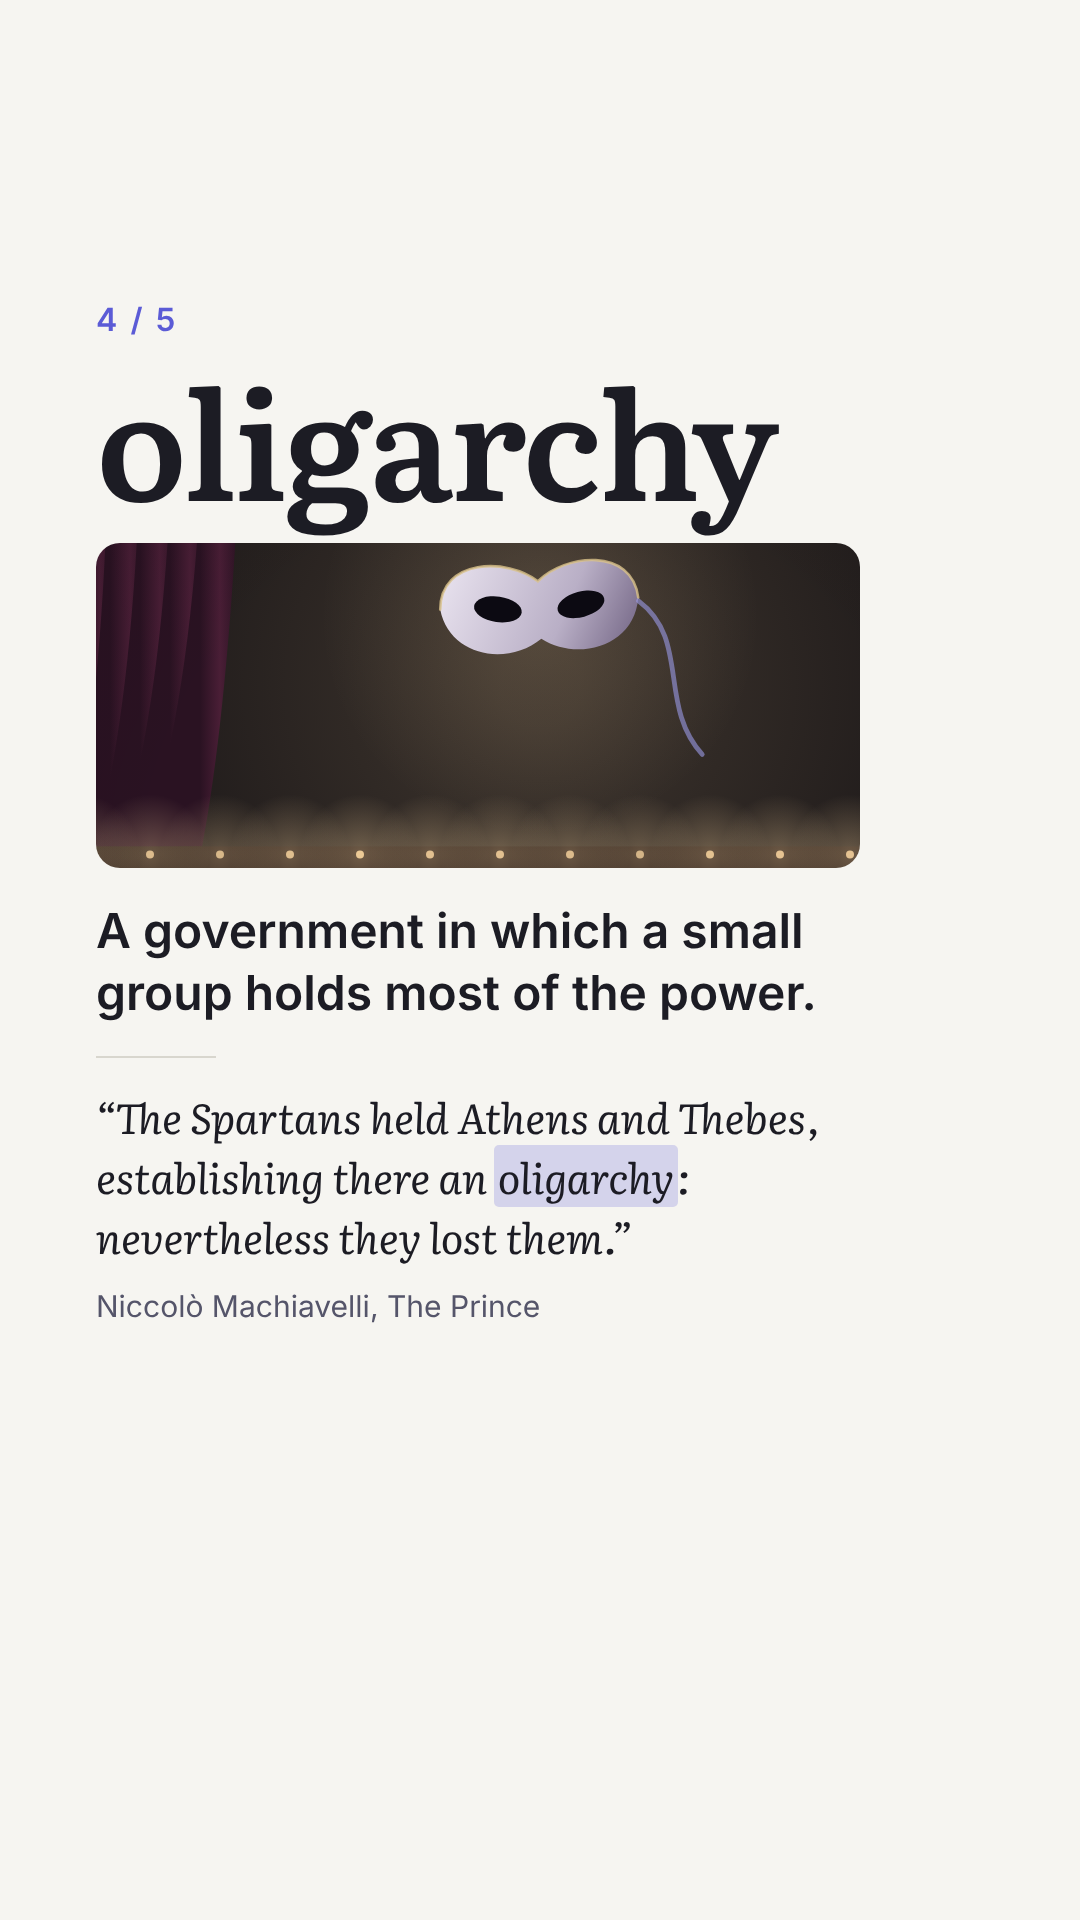 4 / 5
oligarchy
A government in which a small
group holds most of the power.
“The Spartans held Athens and Thebes,
establishing there an oligarchy:
nevertheless they lost them.”
Niccolò Machiavelli, The Prince